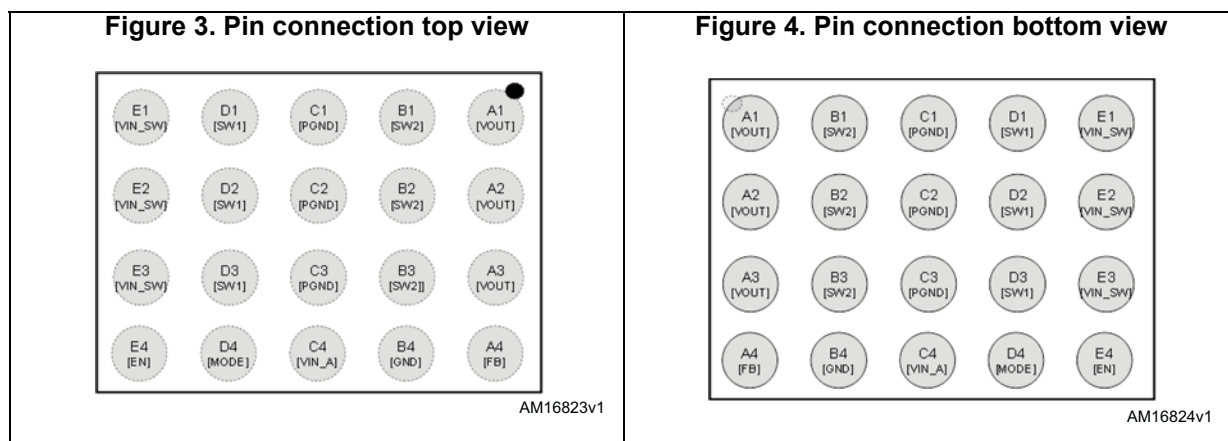 Figure 3. Pin connection top view
E1 D1 C1 B1 A1
[VIN_SW] [SW1] [PGND] [SW2] [VOUT]
E2 D2 C2 B2 A2
[VIN_SW] [SW1] [PGND] [SW2] [VOUT]
E3 D3 C3 B3 A3
[VIN_SW] [SW1] [PGND] [SW2]] [VOUT]
E4 D4 C4 B4 A4
[EN] [MODE] [VIN_A] [GND] [FB]
AM16823v1
Figure 4. Pin connection bottom view
A1 B1 C1 D1 E1
[VOUT] [SW2] [PGND] [SW1] [VIN_SW]
A2 B2 C2 D2 E2
[VOUT] [SW2] [PGND] [SW1] [VIN_SW]
A3 B3 C3 D3 E3
[VOUT] [SW2] [PGND] [SW1] [VIN_SW]
A4 B4 C4 D4 E4
[FB] [GND] [VIN_A] [MODE] [EN]
AM16824v1